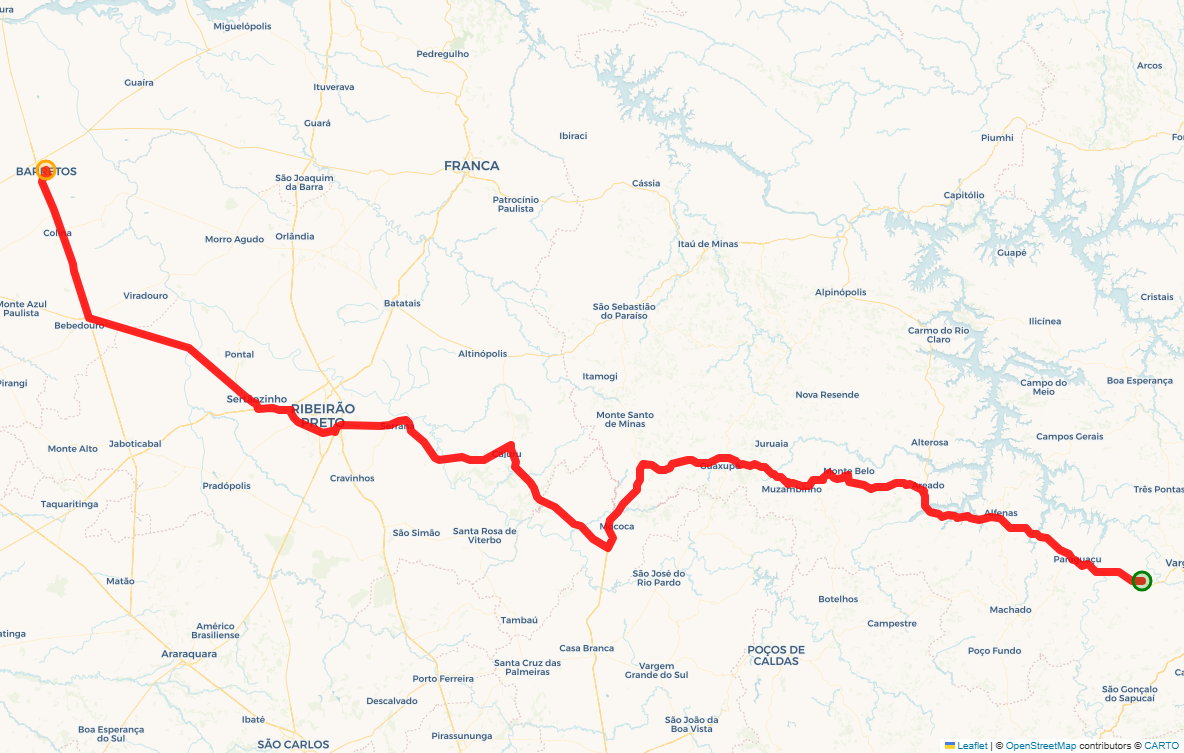 Miguelópolis
Pedregulho
Arcos
Guaíra
Ituverava
Guará
Ibiraci
Piumhi
BARRETOS
FRANCA
São Joaquim
da Barra
Cássia
Capitólio
Patrocínio
Paulista
Colina
Morro Agudo
Orlândia
Itaú de Minas
Guapé
Viradouro
Monte Azul
Paulista
Batatais
São Sebastião
do Paraíso
Alpinópolis
Cristais
Bebedouro
Ilicínea
Carmo do Rio
Claro
Pontal
Altinópolis
Pirangi
Itamogi
Campo do
Meio
Boa Esperança
Sertãozinho
Nova Resende
RIBEIRÃO
PRETO
Monte Santo
de Minas
Serrana
Campos Gerais
Monte Alto
Jaboticabal
Juruaia
Alterosa
Cajuru
Guaxupé
Monte Belo
Cravinhos
Pradópolis
Muzambinho
Areado
Três Pontas
Taquaritinga
Alfenas
São Simão
Santa Rosa de
Viterbo
Mococa
Paraguaçu
Varg
Matão
São José do
Rio Pardo
Botelhos
Machado
Tambaú
Campestre
Américo
Brasiliense
atinga
Araraquara
Casa Branca
POÇOS DE
CALDAS
Poço Fundo
Santa Cruz das
Palmeiras
Vargem
Grande do Sul
Porto Ferreira
São Gonçalo
do Sapucaí
Descalvado
Ibaté
São João da
Boa Vista
Boa Esperança
do Sul
Pirassununga
SÃO CARLOS
Leaflet | © OpenStreetMap contributors © CARTO